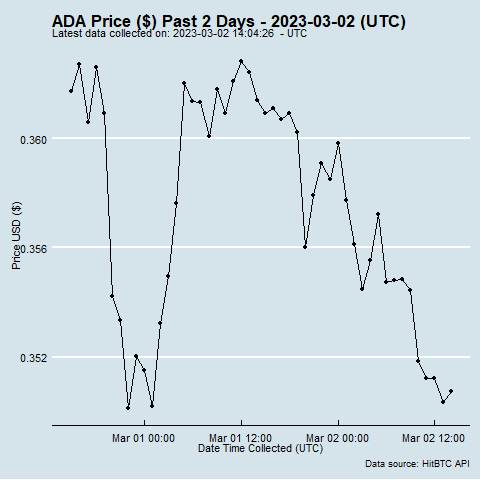 ADA Price ($) Past 2 Days - 2023-03-02 (UTC)
Latest data collected on: 2023-03-02 14:04:26  - UTC
Price USD ($)
0.360
0.356
0.352
Mar 01 00:00 Mar 01 12:00 Mar 02 00:00 Mar 02 12:00
Date Time Collected (UTC)
Data source: HitBTC API